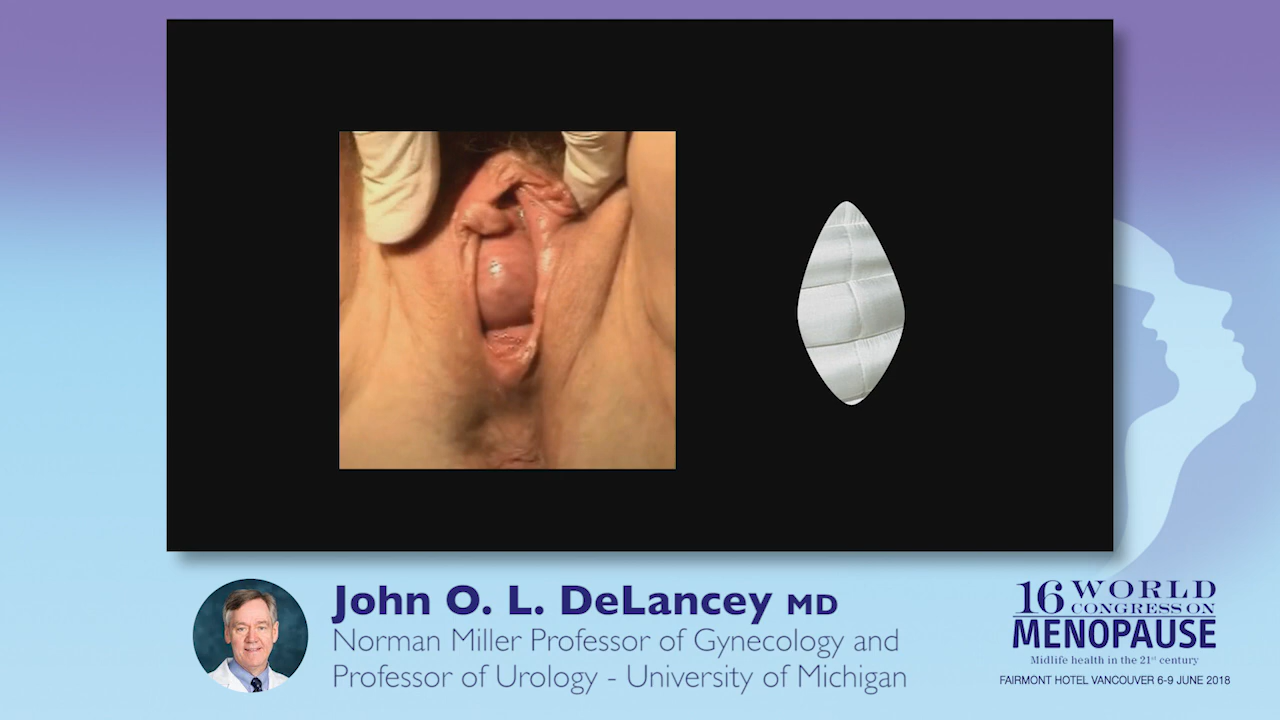 John O. L. DeLancey MD
Norman Miller Professor of Gynecology and
Professor of Urology - University of Michigan
16 WORLD
CONGRESS ON
MENOPAUSE
Midlife health in the 21st century
FAIRMONT HOTEL VANCOUVER 6-9 JUNE 2018